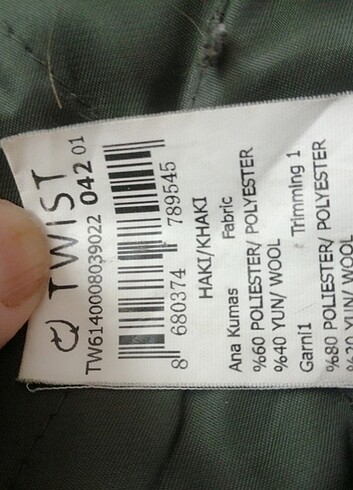 TWIST
TW6140008039022 042 01
8 680374 789545
HAKI/KHAKI
Ana Kumas Fabric
%60 POLIESTER/ POLYESTER
%40 YUN/ WOOL
Garni1 Trimming 1
%80 POLIESTER/ POLYESTER